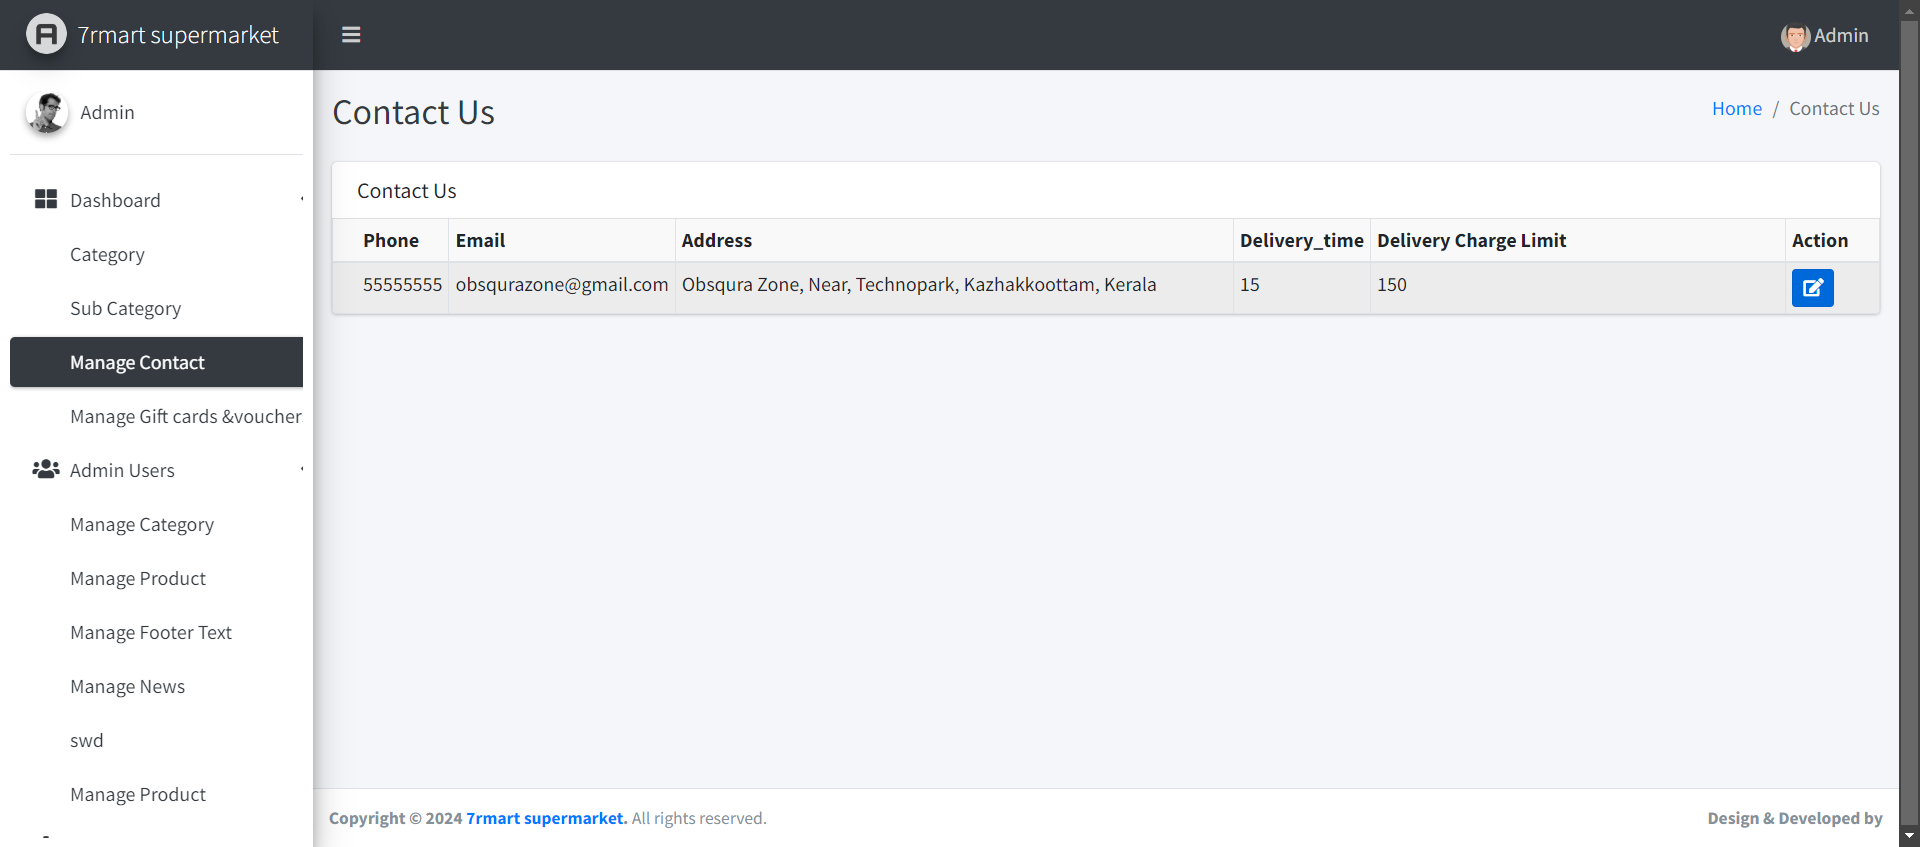 7rmart supermarket
Admin
Admin
Contact Us
Home / Contact Us
Dashboard
Category
Sub Category
Manage Contact
Manage Gift cards &voucher
Admin Users
Manage Category
Manage Product
Manage Footer Text
Manage News
swd
Manage Product
Contact Us
Phone Email Address Delivery_time Delivery Charge Limit Action
55555555 obsqurazone@gmail.com Obsqura Zone, Near, Technopark, Kazhakkoottam, Kerala 15 150
Copyright © 2024 7rmart supermarket. All rights reserved.
Design & Developed by